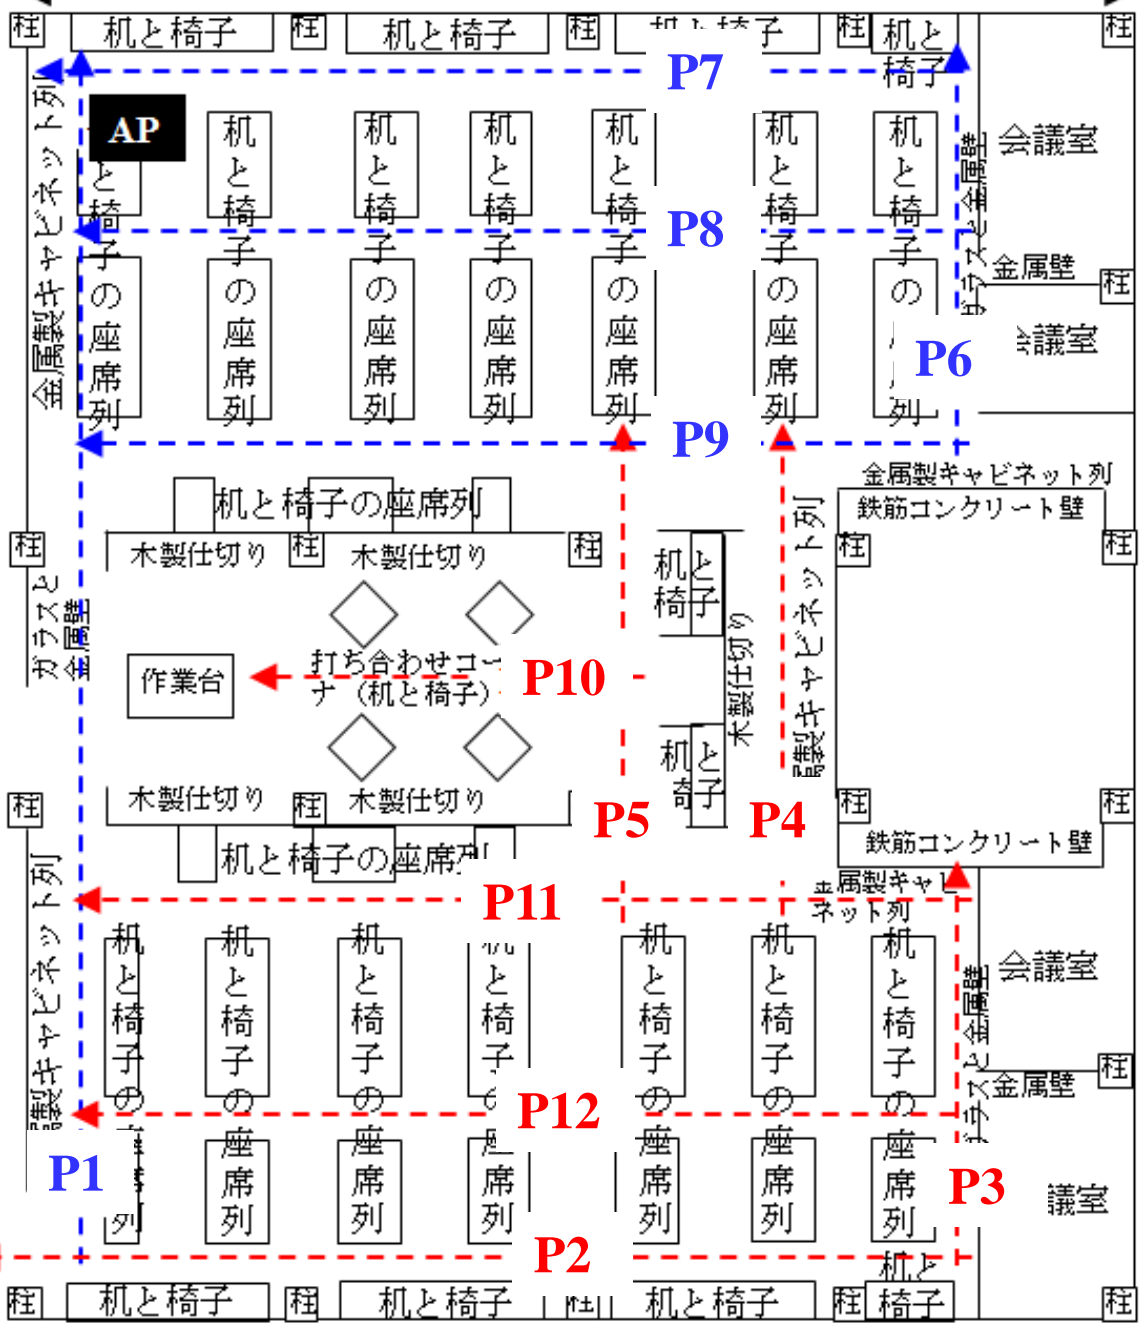 柱
机と椅子
柱
机と椅子
柱
机と椅子
柱
机と
椅子
柱
P7
AP
金属製キャビネット列
と椅子の座席列
机と椅子の座席列
机と椅子の座席列
机と椅子の座席列
机と椅子の座席列
机と椅子の座席列
机と椅子の座席列
ガラスと金属壁
会議室
P8
金属壁
柱
P6
議室
P9
金属製キャビネット列
鉄筋コンクリート壁
机と椅子の座席列
柱
木製仕切り
柱
木製仕切り
柱
机と
椅子
木製仕切り
金属製キャビネット列
柱
柱
ガラスと
金属壁
作業台
打ち合わせコー
ナ（机と椅子）
P10
机と
椅子
柱
木製仕切り
柱
木製仕切り
P5
P4
柱
柱
鉄筋コンクリート壁
机と椅子の座席列
金属製キャビ
ネット列
P11
製キャビネット列
机と椅子の座席列
机と椅子の座席列
机と椅子の座席列
机と椅子の座席列
机と椅子の座席列
机と椅子の座席列
机と椅子の座席列
ガラスと金属壁
会議室
柱
金属壁
P12
P1
P3
議室
P2
机と
椅子
柱
机と椅子
柱
机と椅子
柱
机と椅子
柱
柱